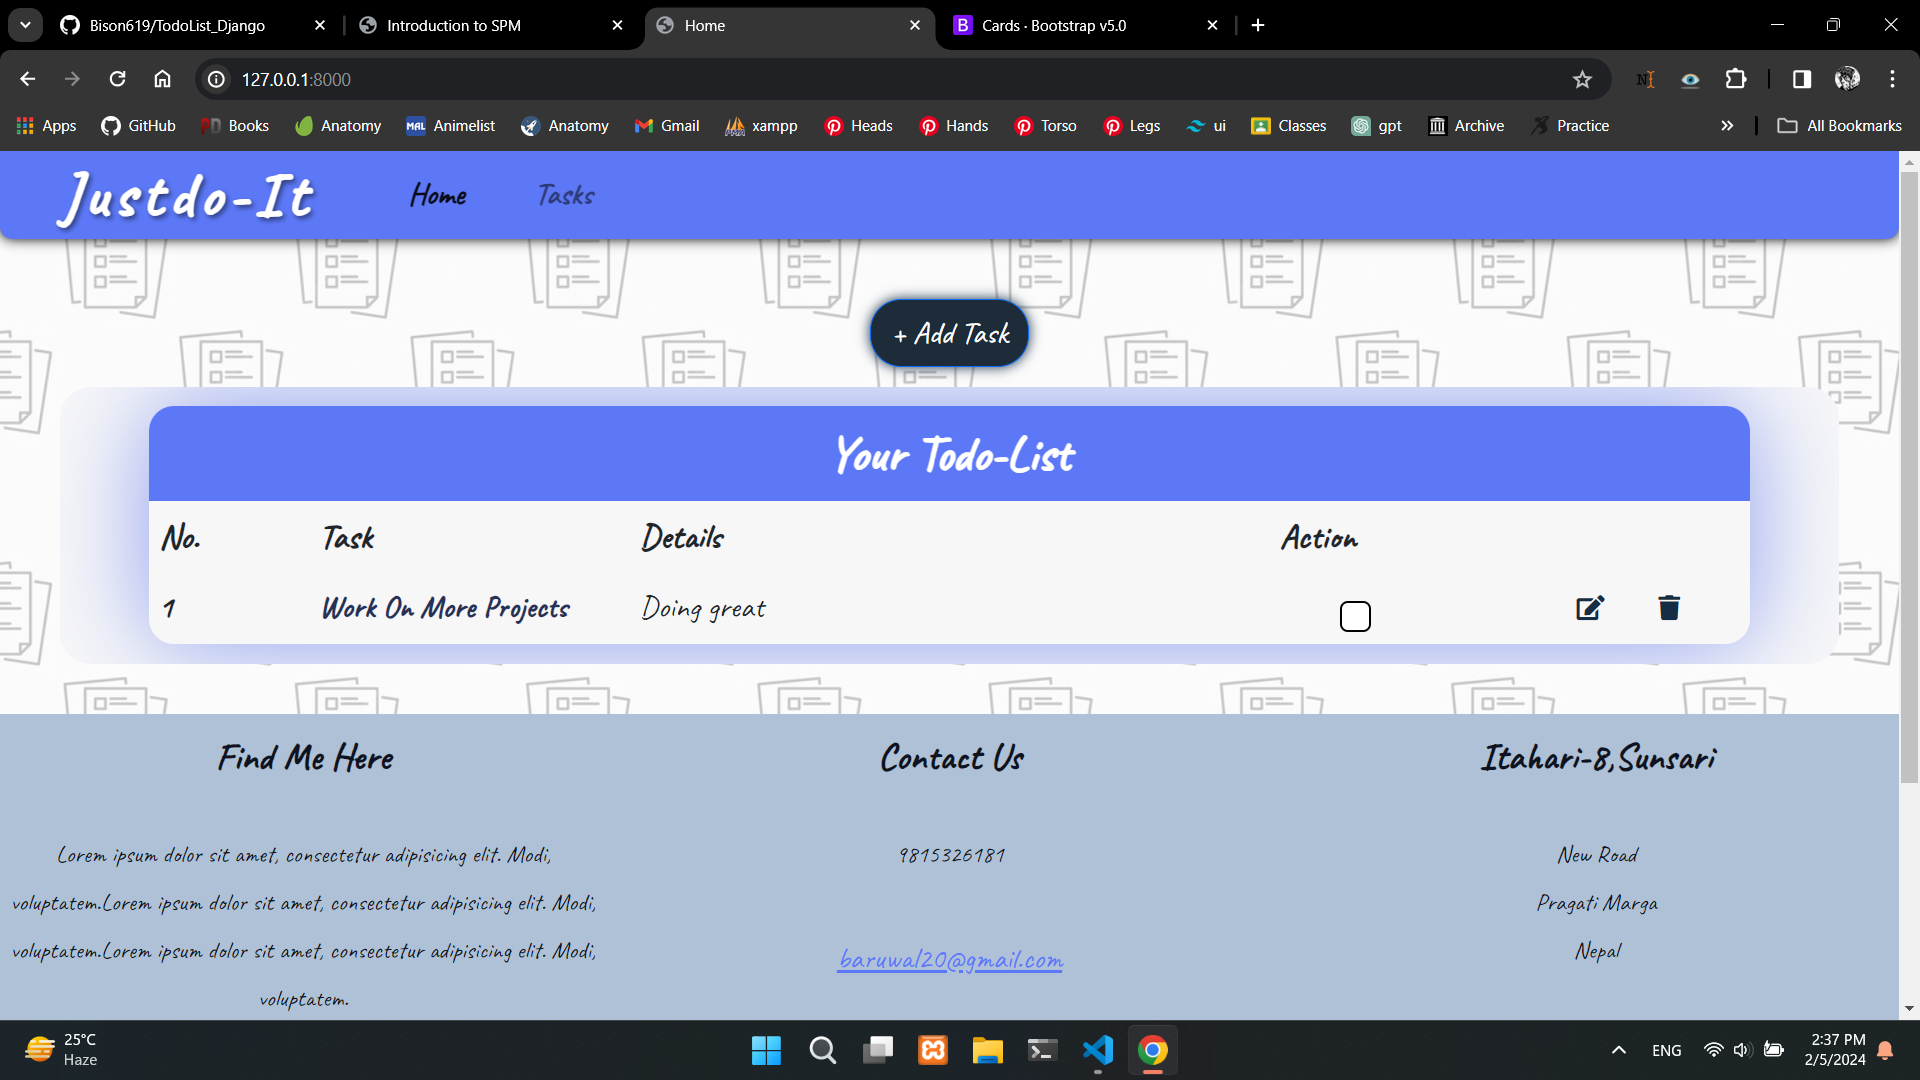 Bison619/TodoList_Django
Introduction to SPM
Home
Cards · Bootstrap v5.0
127.0.0.1:8000
Apps GitHub Books Anatomy Animelist Anatomy Gmail xampp Heads Hands Torso Legs ui Classes gpt Archive Practice All Bookmarks
Justdo-It Home Tasks
+ Add Task
Your Todo-List
No. Task Details Action
1 Work On More Projects Doing great
Find Me Here Contact Us Itahari-8,Sunsari
Lorem ipsum dolor sit amet, consectetur adipisicing elit. Modi,
voluptatem.Lorem ipsum dolor sit amet, consectetur adipisicing elit. Modi,
voluptatem.Lorem ipsum dolor sit amet, consectetur adipisicing elit. Modi,
voluptatem.
9815326181
baruwal20@gmail.com
New Road
Pragati Marga
Nepal
25°C
Haze
ENG
2:37 PM
2/5/2024